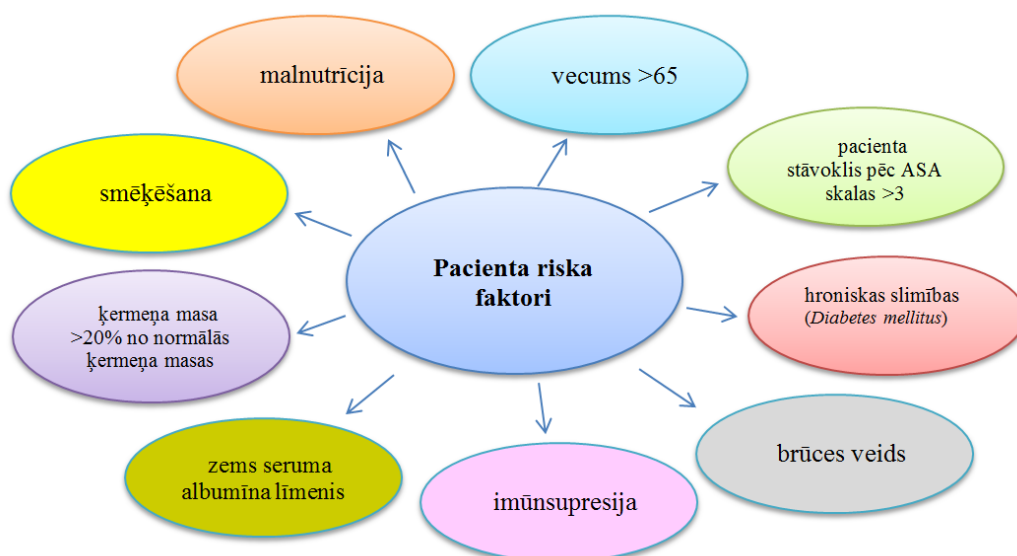 malnutrīcija
vecums >65
pacienta
stāvoklis pēc ASA
skalas >3
smēķēšana
Pacienta riska
faktori
hroniskas slimības
(Diabetes mellitus)
ķermeņa masa
>20% no normālās
ķermeņa masas
brūces veids
zems seruma
albumīna līmenis
imūnsupresija